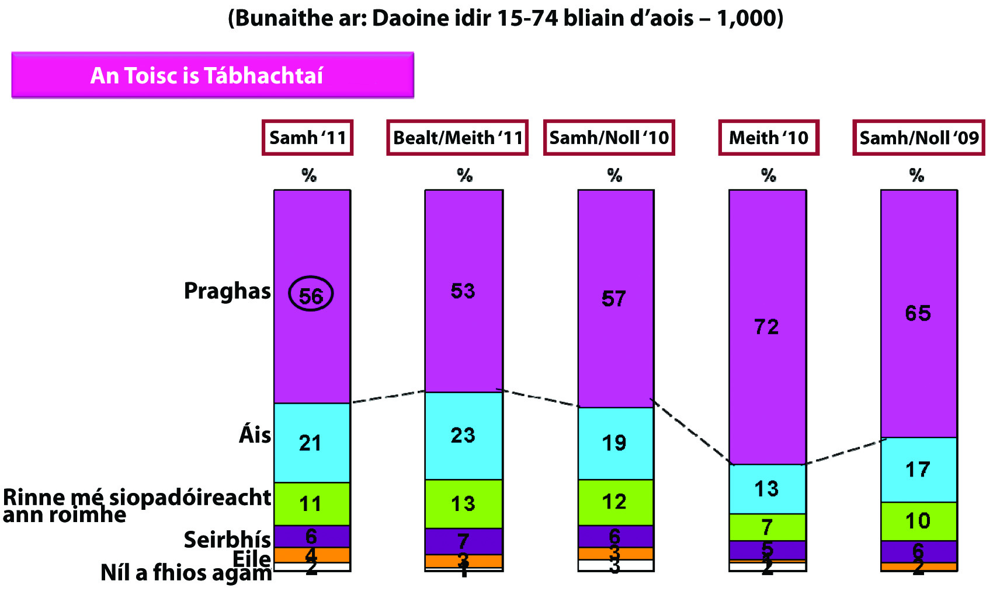 (Bunaithe ar: Daoine idir 15-74 bliain d’aois – 1,000)
An Toisc is Tábhachtaí
Samh ‘11 Bealt/Meith ‘11 Samh/Noll ‘10 Meith ‘10 Samh/Noll ‘09
% % % % %
Praghas 56 53 57 72 65
Áis 21 23 19 13 17
Rinne mé siopadóireacht
ann roimhe 11 13 12 7 10
Seirbhís 6 7 6 5 6
Eile 4 3 3 2
Níl a fhios agam 2 1 3 2